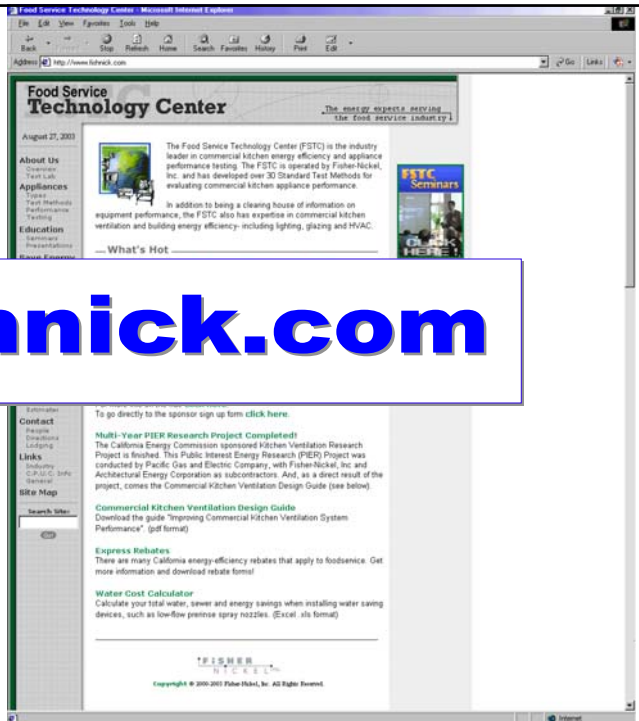 Food Service Technology Center - Microsoft Internet Explorer
File Edit View Favorites Tools Help
Back Stop Refresh Home Search Favorites History Print Edit
Address http://www.fishnick.com Go Links
Food Service
Technology Center
The energy experts serving
the food service industry
August 27, 2003
About Us
Overview
Test Lab
Appliances
Types
Test Methods
Performance
Testing
Education
Seminars
Presentations
Save Energy
The Food Service Technology Center (FSTC) is the industry
leader in commercial kitchen energy efficiency and appliance
performance testing. The FSTC is operated by Fisher-Nickel,
Inc. and has developed over 30 Standard Test Methods for
evaluating commercial kitchen appliance performance.
In addition to being a clearing house of information on
equipment performance, the FSTC also has expertise in commercial kitchen
ventilation and building energy efficiency- including lighting, glazing and HVAC.
What's Hot
FSTC
Seminars
CLICK
HERE!
hnick.com
Estimates
Contact
People
Directions
Lodging
Links
Industry
C.P.U.C. Info
General
Site Map
Search Site:
Go!
To go directly to the sponsor sign up form click here.
Multi-Year PIER Research Project Completed!
The California Energy Commission sponsored Kitchen Ventilation Research
Project is finished. This Public Interest Energy Research (PIER) Project was
conducted by Pacific Gas and Electric Company, with Fisher-Nickel, Inc and
Architectural Energy Corporation as subcontractors. And, as a direct result of the
project, comes the Commercial Kitchen Ventilation Design Guide (see below).
Commercial Kitchen Ventilation Design Guide
Download the guide "Improving Commercial Kitchen Ventilation System
Performance". (pdf format)
Express Rebates
There are many California energy-efficiency rebates that apply to foodservice. Get
more information and download rebate forms!
Water Cost Calculator
Calculate your total water, sewer and energy savings when installing water saving
devices, such as low-flow prerinse spray nozzles. (Excel .xls format)
FISHER
NICKEL
Copyright © 2000-2003 Fisher-Nickel, Inc. All Rights Reserved.
Internet